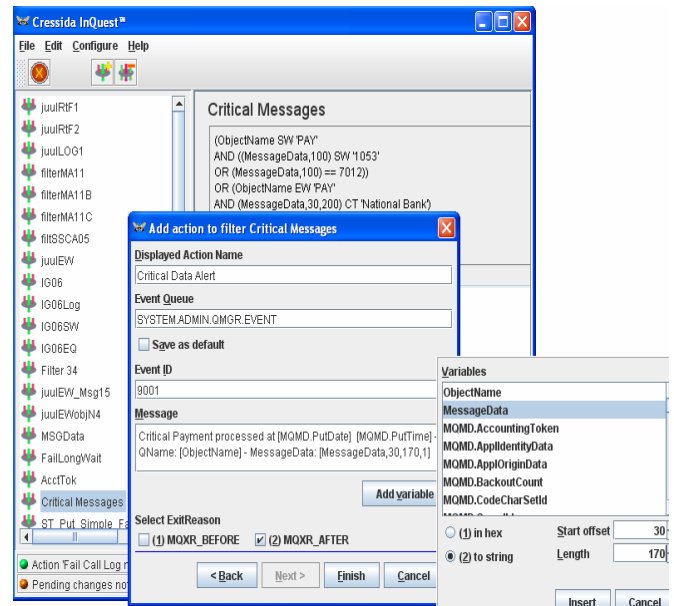 Cressida InQuest™
File Edit Configure Help
juulRtF1
juulRtF2
juulLOG1
filterMA11
filterMA11B
filterMA11C
filtSSCA05
juulEW
IG06
IG06Log
IG06SW
IG06EQ
Filter 34
juulEW_Msg15
juulEWobjN4
MSGData
FailLongWait
AcctTok
Critical Messages
ST_Put_Simple_Fa
Action 'Fail Call Log r
Pending changes not
Critical Messages
(ObjectName SW 'PAY'
AND ((MessageData,100) SW '1053'
OR (MessageData,100) == 7012))
OR (ObjectName EW 'PAY'
AND (MessageData,30,200) CT 'National Bank')
Add action to filter Critical Messages
Displayed Action Name
Critical Data Alert
Event Queue
SYSTEM.ADMIN.QMGR.EVENT
Save as default
Event ID
9001
Message
Critical Payment processed at [MQMD.PutDate] [MQMD.PutTime] -
QName: [ObjectName] - MessageData: [MessageData,30,170,1]
Add variable
Select ExitReason
(1) MQXR_BEFORE (2) MQXR_AFTER
< Back Next > Finish Cancel
Variables
ObjectName
MessageData
MQMD.AccountingToken
MQMD.ApplIdentityData
MQMD.ApplOriginData
MQMD.BackoutCount
MQMD.CodeCharSetId
(1) in hex Start offset 30
(2) to string Length 170
Insert Cancel